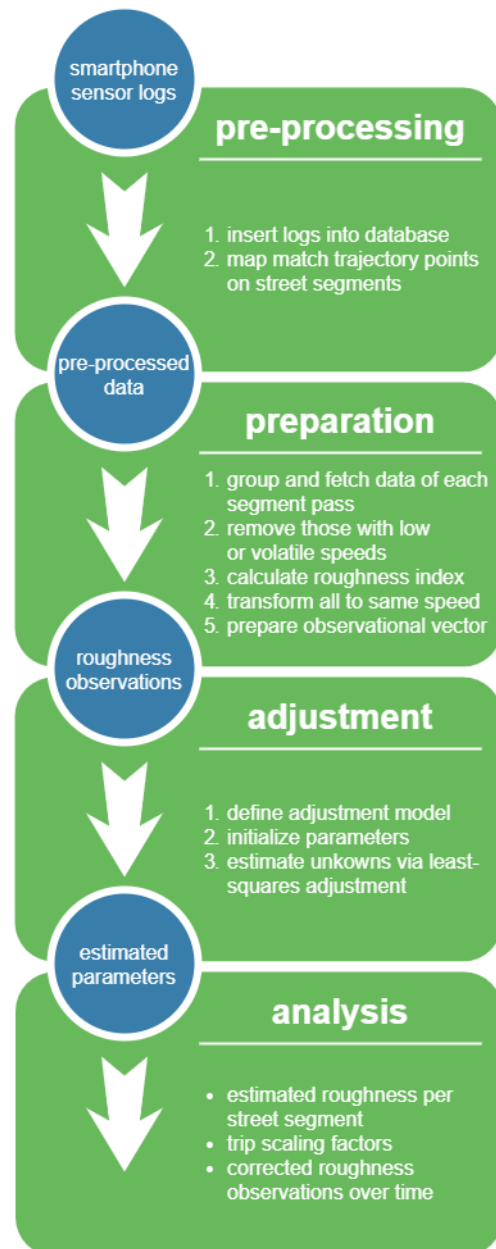 smartphone
sensor logs
pre-processing
1. insert logs into database
2. map match trajectory points
on street segments
pre-processed
data
preparation
1. group and fetch data of each
segment pass
2. remove those with low
or volatile speeds
3. calculate roughness index
4. transform all to same speed
5. prepare observational vector
roughness
observations
adjustment
1. define adjustment model
2. initialize parameters
3. estimate unkowns via least-
squares adjustment
estimated
parameters
analysis
• estimated roughness per
street segment
• trip scaling factors
• corrected roughness
observations over time